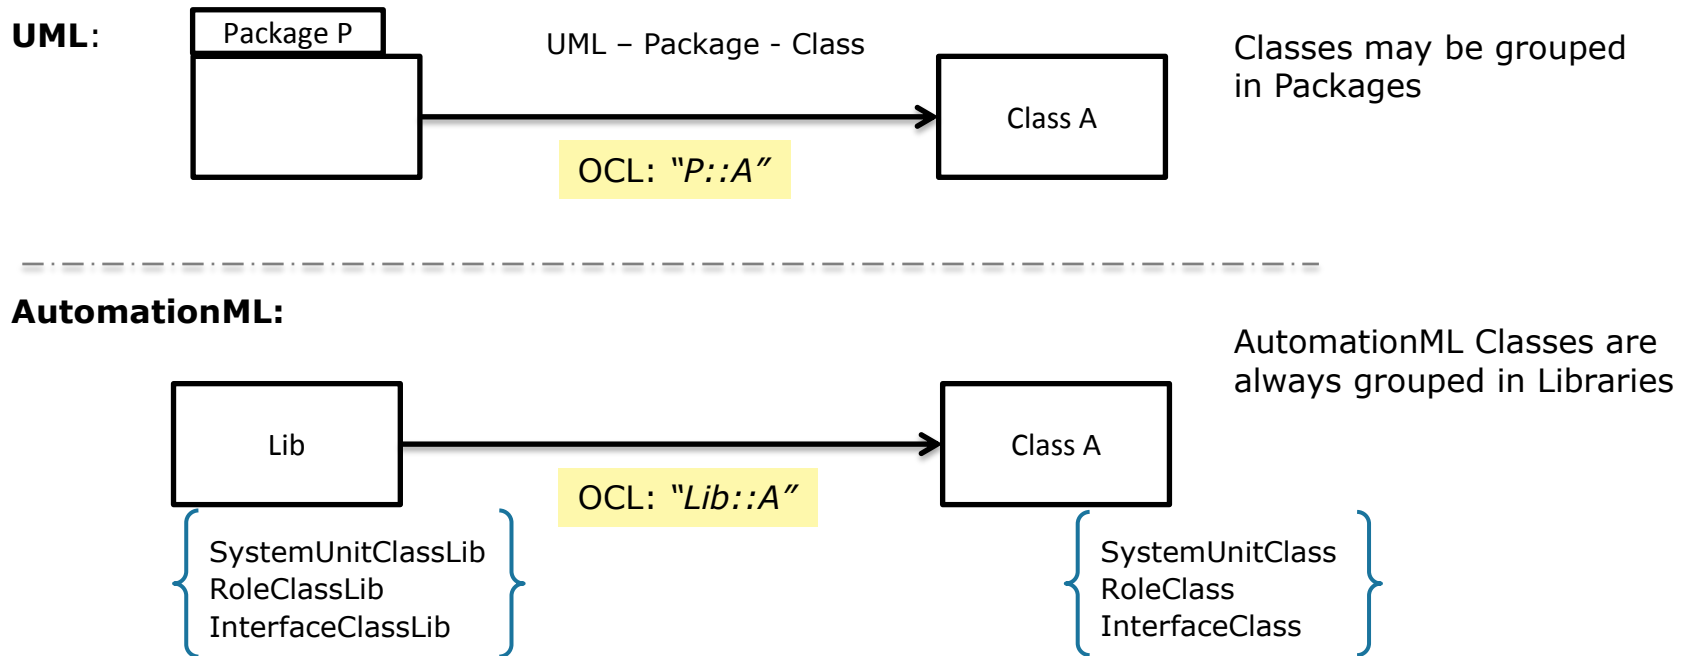 UML:
Package P
UML – Package - Class
Classes may be grouped
in Packages
Class A
OCL: “P::A”
AutomationML:
AutomationML Classes are
always grouped in Libraries
Lib
Class A
OCL: “Lib::A”
SystemUnitClassLib
RoleClassLib
InterfaceClassLib
SystemUnitClass
RoleClass
InterfaceClass